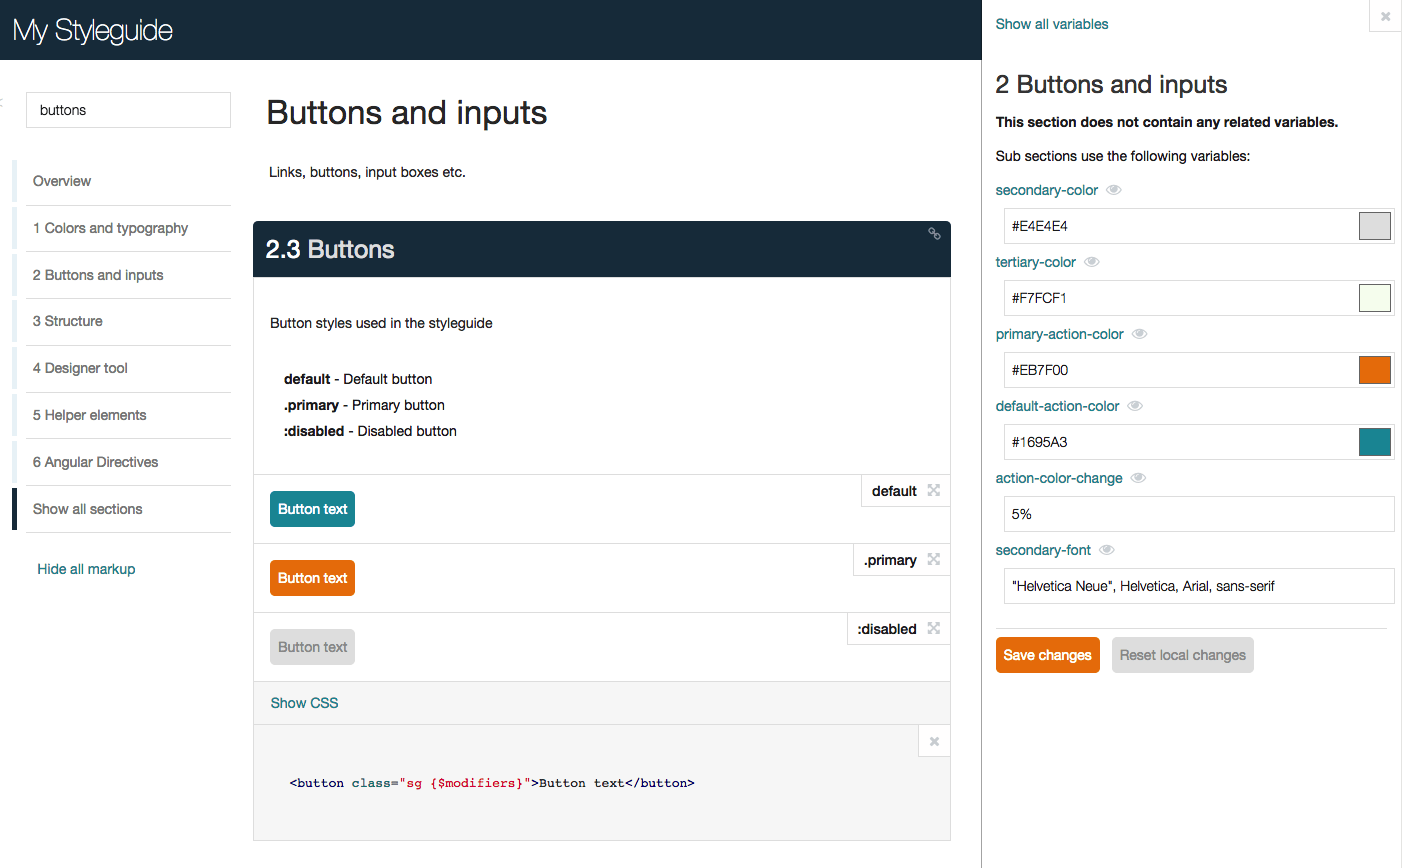 My Styleguide
buttons
Overview
1 Colors and typography
2 Buttons and inputs
3 Structure
4 Designer tool
5 Helper elements
6 Angular Directives
Show all sections
Hide all markup
Buttons and inputs
Links, buttons, input boxes etc.
2.3 Buttons
Button styles used in the styleguide
default - Default button
.primary - Primary button
:disabled - Disabled button
default
Button text
.primary
Button text
:disabled
Button text
Show CSS
<button class="sg {$modifiers}">Button text</button>
Show all variables
2 Buttons and inputs
This section does not contain any related variables.
Sub sections use the following variables:
secondary-color
#E4E4E4
tertiary-color
#F7FCF1
primary-action-color
#EB7F00
default-action-color
#1695A3
action-color-change
5%
secondary-font
"Helvetica Neue", Helvetica, Arial, sans-serif
Save changes
Reset local changes